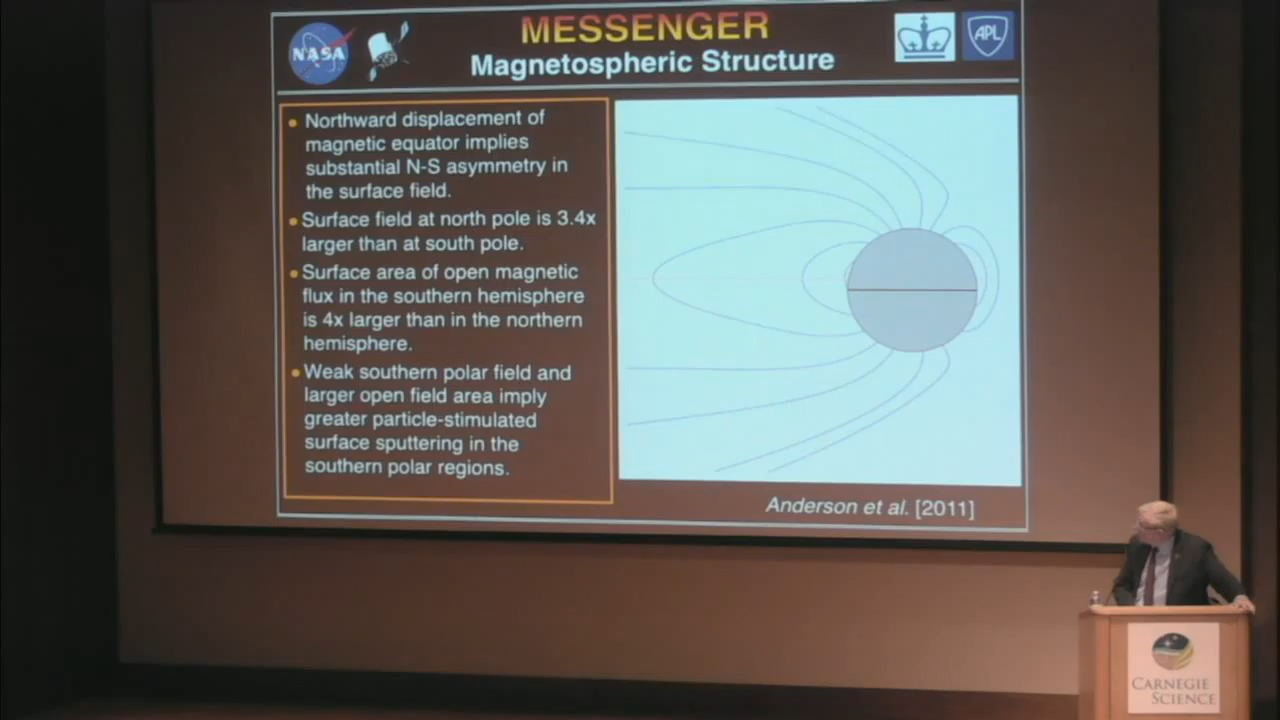 NASA
MESSENGER
Magnetospheric Structure
APL
• Northward displacement of
magnetic equator implies
substantial N-S asymmetry in
the surface field.
• Surface field at north pole is 3.4x
larger than at south pole.
• Surface area of open magnetic
flux in the southern hemisphere
is 4x larger than in the northern
hemisphere.
• Weak southern polar field and
larger open field area imply
greater particle-stimulated
surface sputtering in the
southern polar regions.
Anderson et al. [2011]
CARNEGIE
SCIENCE